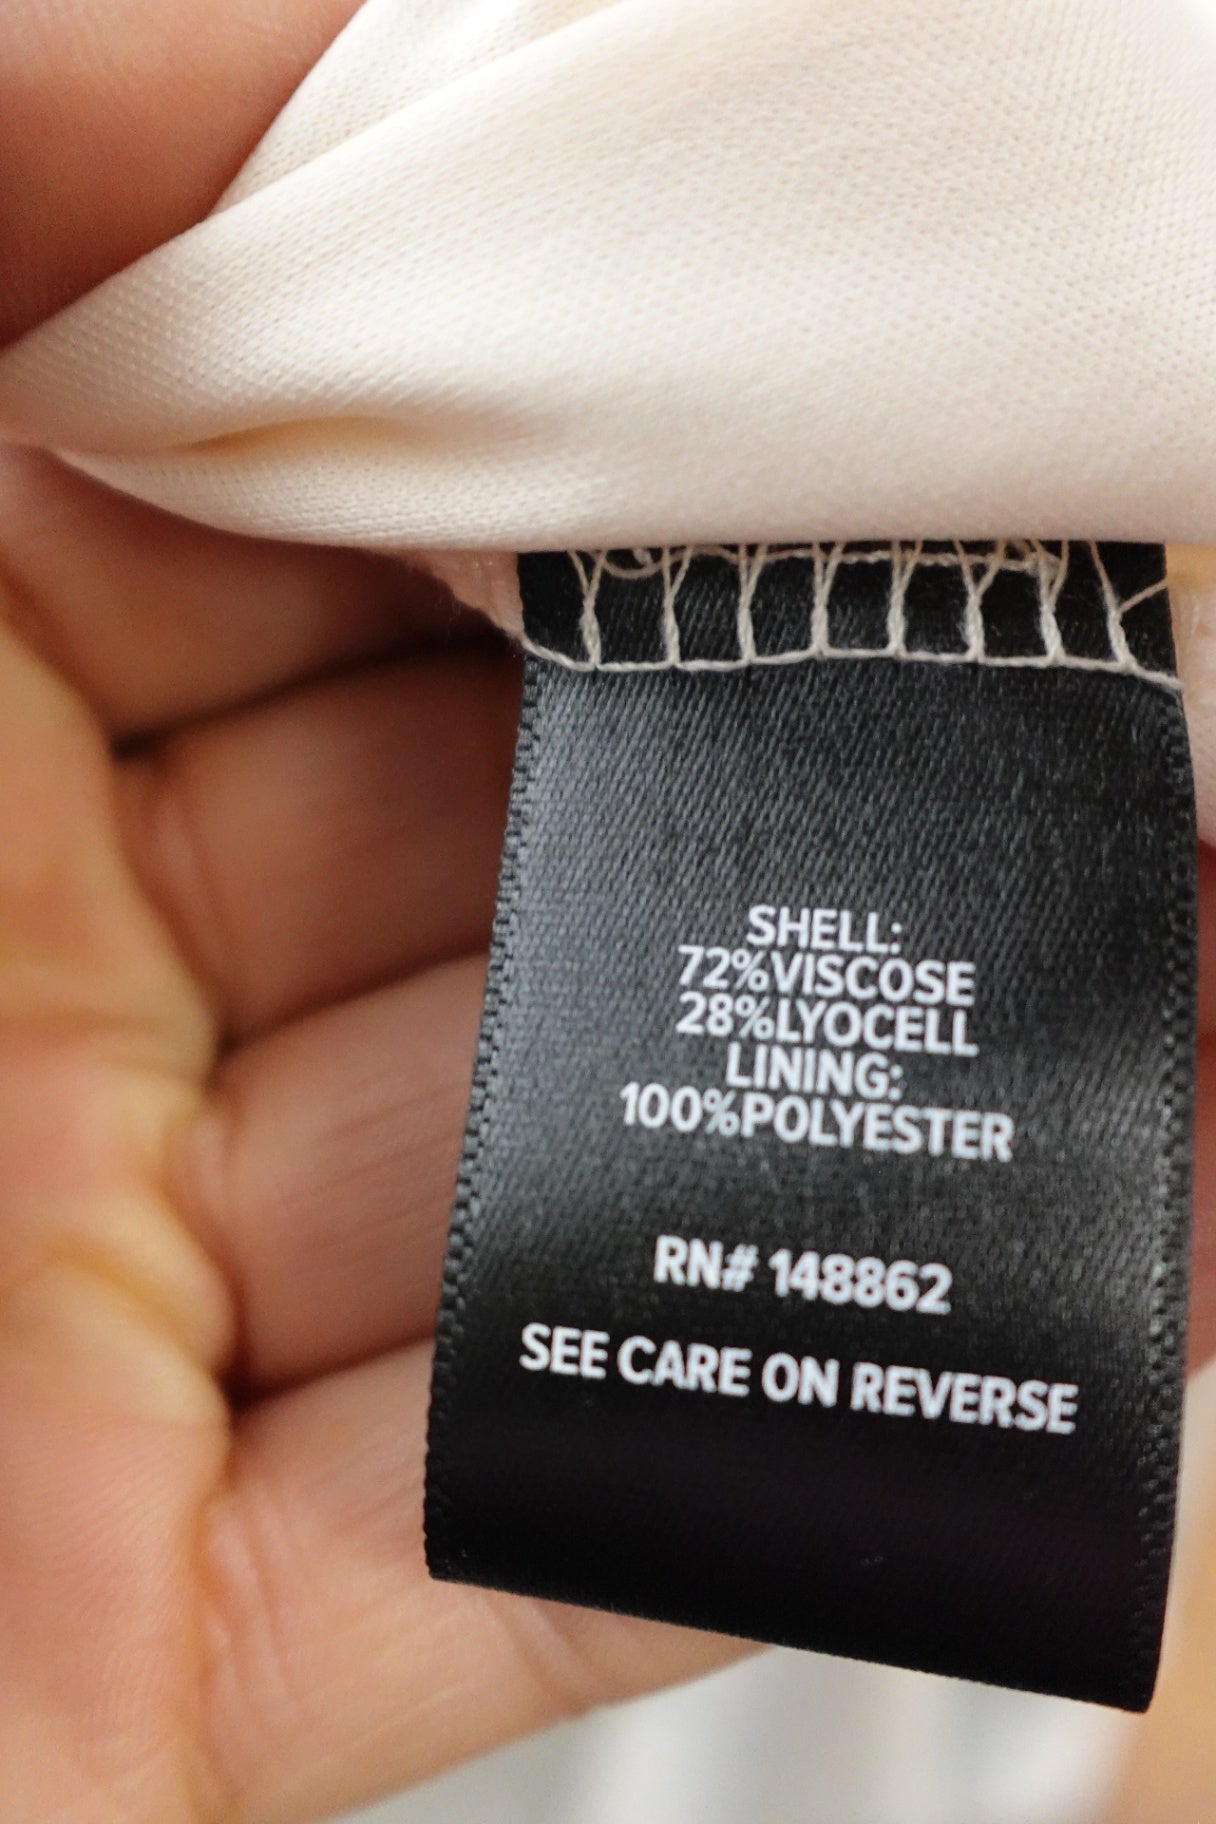 SHELL:
72%VISCOSE
28%LYOCELL
LINING:
100%POLYESTER
RN# 148862
SEE CARE ON REVERSE